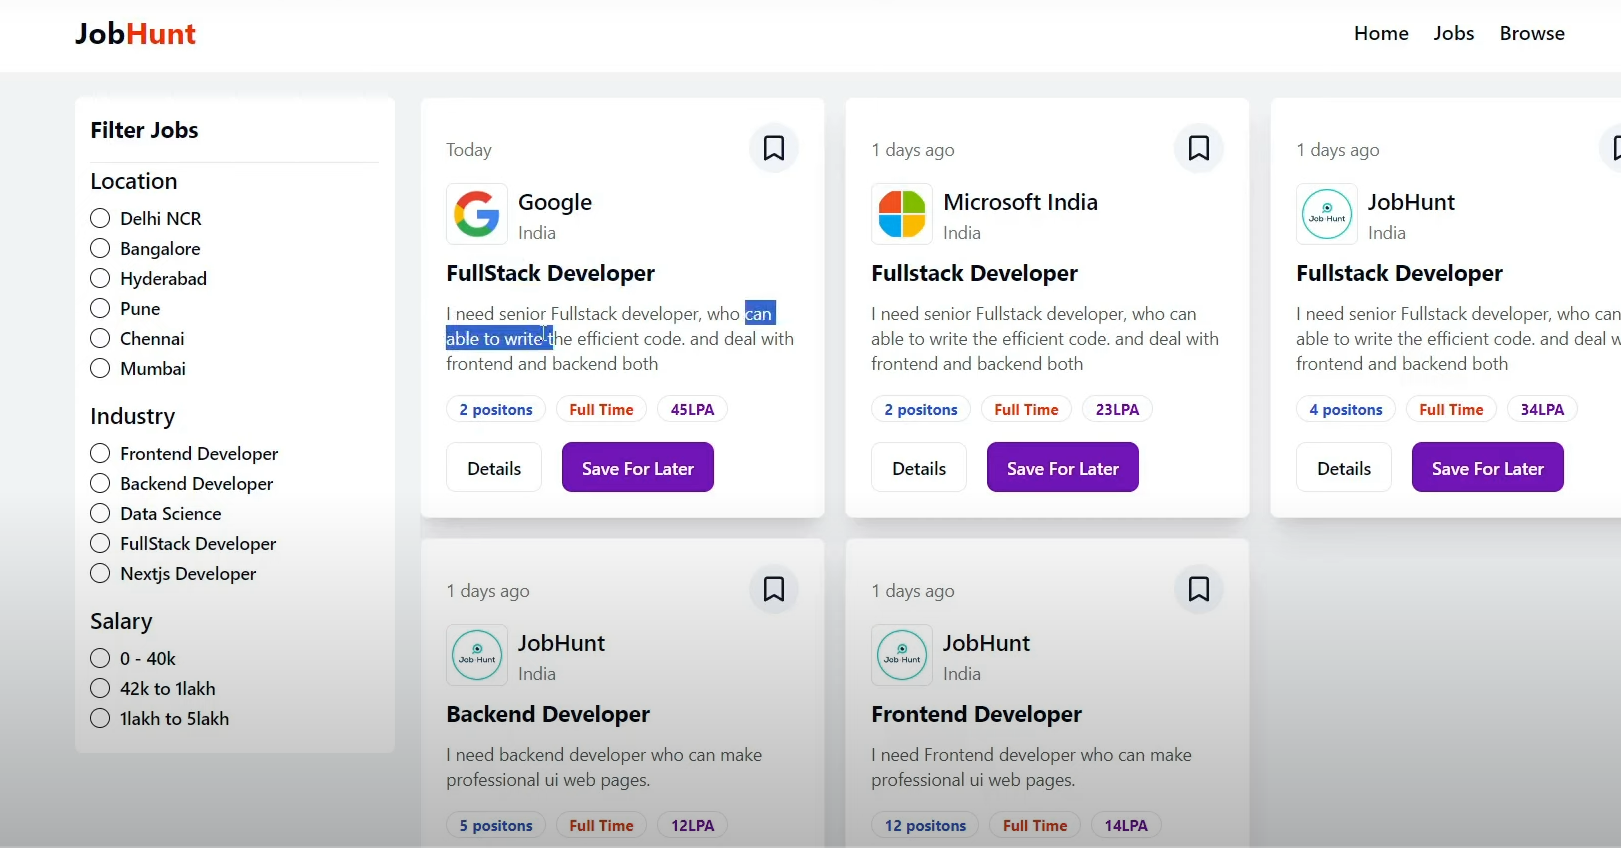 JobHunt
Home Jobs Browse
Filter Jobs
Location
Delhi NCR
Bangalore
Hyderabad
Pune
Chennai
Mumbai
Industry
Frontend Developer
Backend Developer
Data Science
FullStack Developer
Nextjs Developer
Salary
0 - 40k
42k to 1lakh
1lakh to 5lakh
Today
Google
India
FullStack Developer
I need senior Fullstack developer, who can
able to write the efficient code. and deal with
frontend and backend both
2 positons Full Time 45LPA
Details Save For Later
1 days ago
Microsoft India
India
Fullstack Developer
I need senior Fullstack developer, who can
able to write the efficient code. and deal with
frontend and backend both
2 positons Full Time 23LPA
Details Save For Later
1 days ago
Job Hunt
JobHunt
India
Fullstack Developer
I need senior Fullstack developer, who can
able to write the efficient code. and deal
frontend and backend both
4 positons Full Time 34LPA
Details Save For Later
1 days ago
Job Hunt
JobHunt
India
Backend Developer
I need backend developer who can make
professional ui web pages.
5 positons Full Time 12LPA
1 days ago
Job Hunt
JobHunt
India
Frontend Developer
I need Frontend developer who can make
professional ui web pages.
12 positons Full Time 14LPA